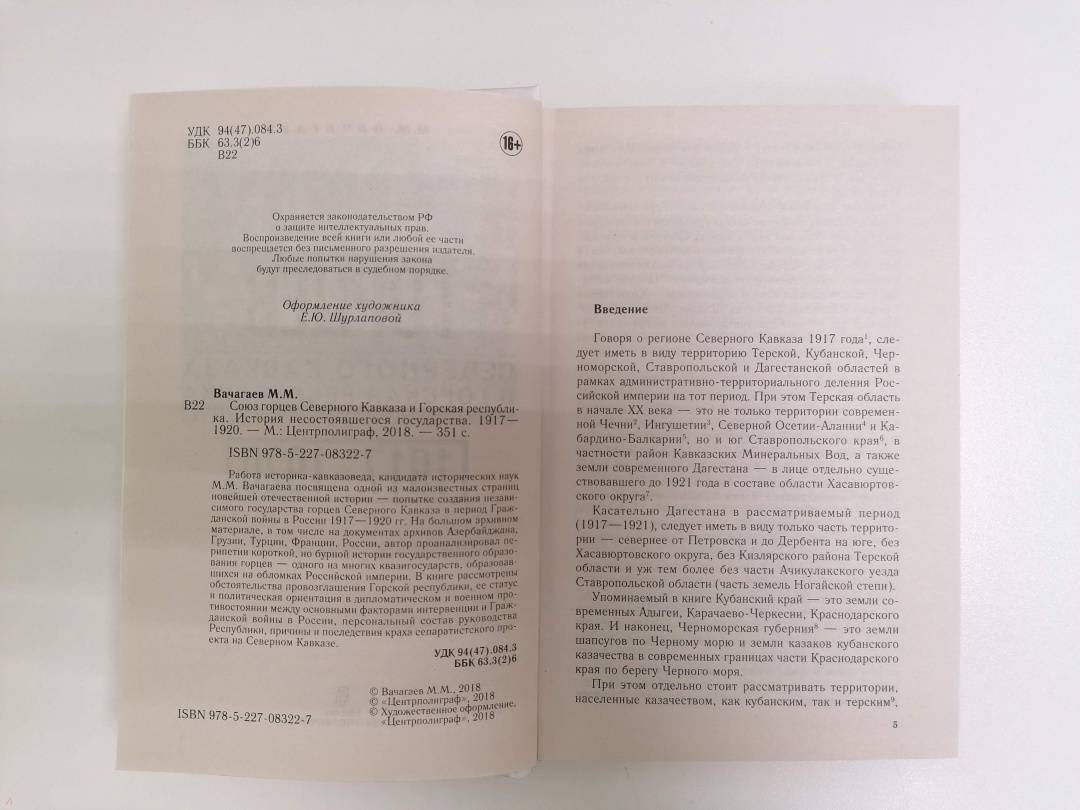 УДК 94(47).084.3
ББК 63.3(2)6
В22
16+
Охраняется законодательством РФ
о защите интеллектуальных прав.
Воспроизведение всей книги или любой ее части
воспрещается без письменного разрешения издателя.
Любые попытки нарушения закона
будут преследоваться в судебном порядке.
Оформление художника
Е.Ю. Шурлаповой
Вачагаев М.М.
В22 Союз горцев Северного Кавказа и Горская республи-
ка. История несостоявшегося государства. 1917—
1920. — М.: Центрполиграф, 2018. — 351 с.
ISBN 978-5-227-08322-7
Работа историка-кавказоведа, кандидата исторических наук
М.М. Вачагаева посвящена одной из малоизвестных страниц
новейшей отечественной истории — попытке создания незави-
симого государства горцев Северного Кавказа в период Граж-
данской войны в России 1917—1920 гг. На большом архивном
материале, в том числе на документах архивов Азербайджана,
Грузии, Турции, Франции, России, автор проанализировал пе-
рипетии короткой, но бурной истории государственного образо-
вания горцев — одного из многих квазигосударств, образовав-
шихся на обломках Российской империи. В книге рассмотрены
обстоятельства провозглашения Горской республики, ее статус
и политическая ориентация в дипломатическом и военном про-
тивостоянии между основными факторами интервенции и Граж-
данской войны в России, персональный состав руководства
Республики, причины и последствия краха сепаратистского про-
екта на Северном Кавказе.
УДК 94(47).084.3
ББК 63.3(2)6
© Вачагаев М.М., 2018
© «Центрполиграф», 2018
© Художественное оформление,
«Центрполиграф», 2018
ISBN 978-5-227-08322-7
Введение
Говоря о регионе Северного Кавказа 1917 года¹, сле-
дует иметь в виду территорию Терской, Кубанской, Чер-
номорской, Ставропольской и Дагестанской областей в
рамках административно-территориального деления Рос-
сийской империи на тот период. При этом Терская область
в начале XX века — это не только территории современ-
ной Чечни², Ингушетии³, Северной Осетии-Алании⁴ и Ка-
бардино-Балкарии⁵, но и юг Ставропольского края⁶, в
частности район Кавказских Минеральных Вод, а также
земли современного Дагестана — в лице отдельно суще-
ствовавшего до 1921 года в составе области Хасавюртов-
ского округа⁷.
Касательно Дагестана в рассматриваемый период
(1917—1921), следует иметь в виду только часть террито-
рии — севернее от Петровска и до Дербента на юге, без
Хасавюртовского округа, без Кизлярского района Терской
области и уж тем более без части Ачикулакского уезда
Ставропольской области (часть земель Ногайской степи).
Упоминаемый в книге Кубанский край — это земли со-
временных Адыгеи, Карачаево-Черкесии, Краснодарского
края. И наконец, Черноморская губерния⁸ — это земли
шапсугов по Черному морю и земли казаков кубанского
казачества в современных границах части Краснодарского
края по берегу Черного моря.
При этом отдельно стоит рассматривать территории,
населенные казачеством, как кубанским, так и терским⁹,
5